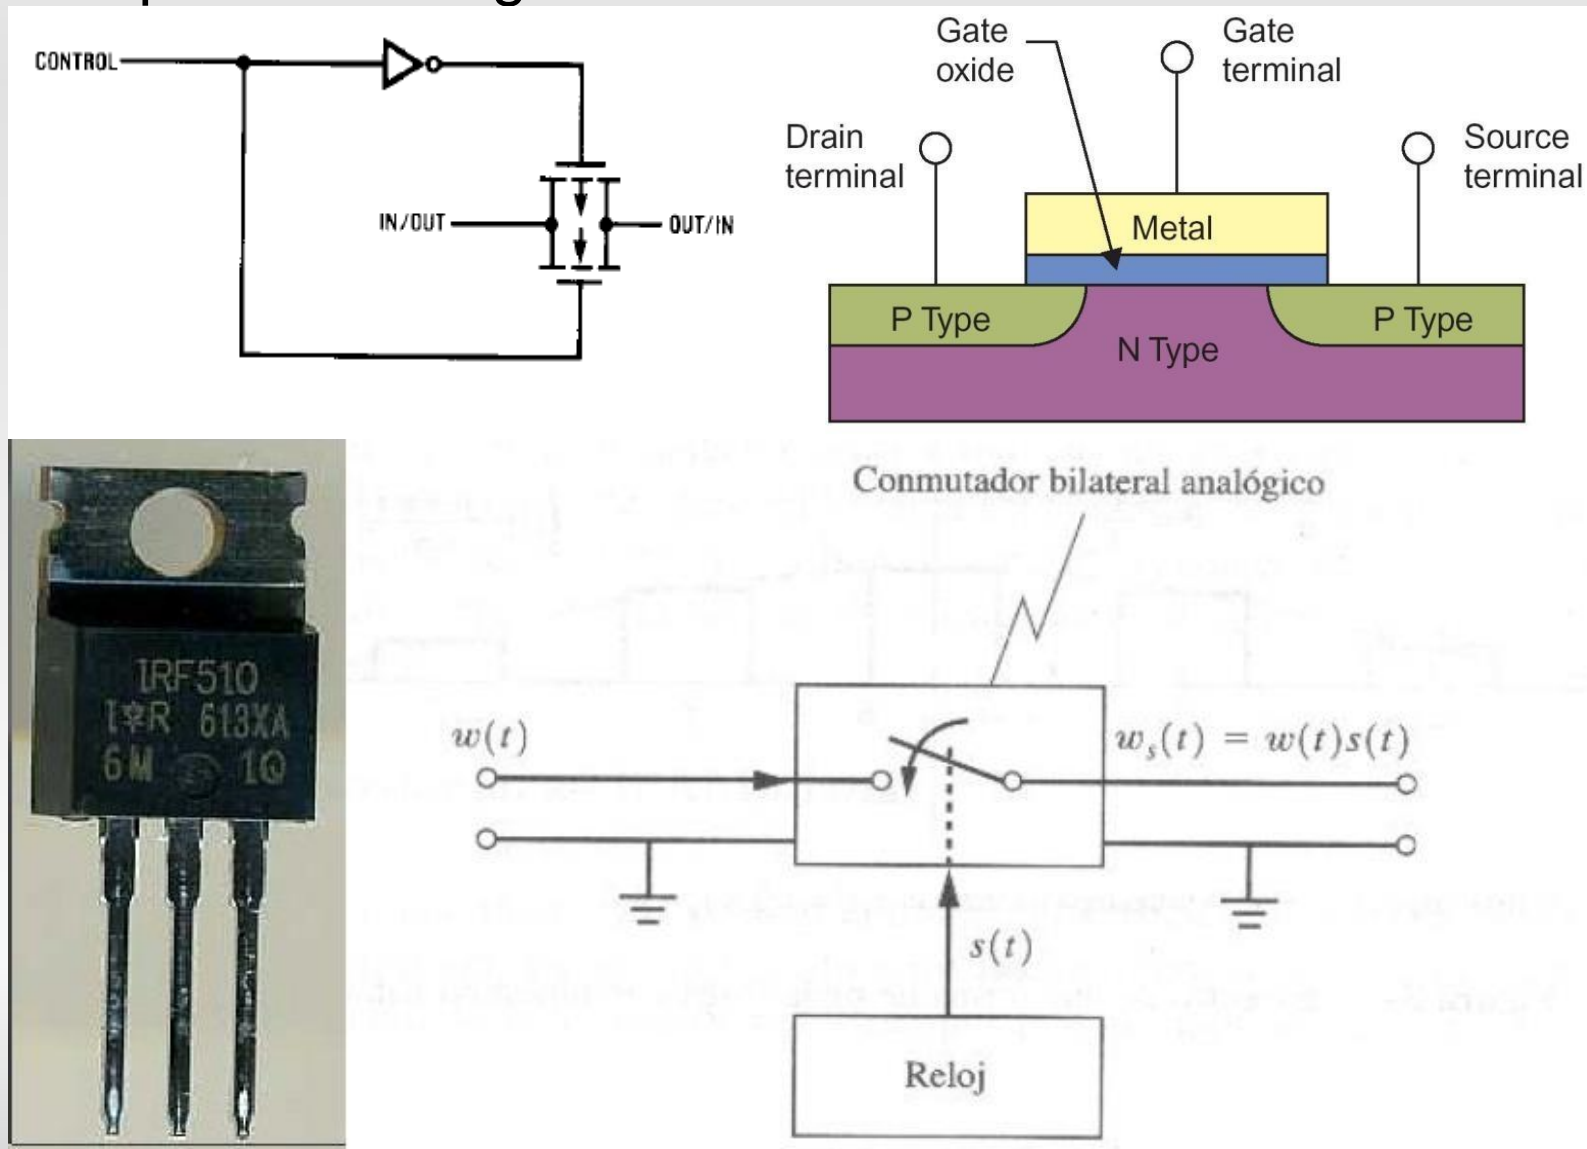 CONTROL
IN/OUT
OUT/IN
Gate
oxide
Gate
terminal
Drain
terminal
Source
terminal
Metal
P Type
P Type
N Type
IRF510
613XA
6M
Conmutador bilateral analógico
w(t)
w_s(t) = w(t)s(t)
s(t)
Reloj